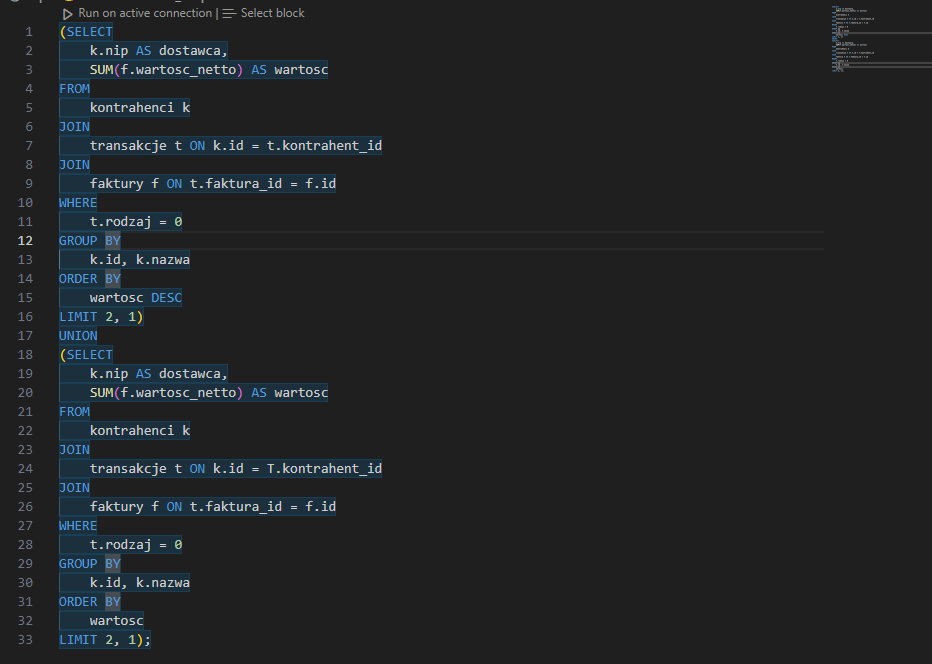 Run on active connection | Select block
1 (SELECT
2 k.nip AS dostawca,
3 SUM(f.wartosc_netto) AS wartosc
4 FROM
5 kontrahenci k
6 JOIN
7 transakcje t ON k.id = t.kontrahent_id
8 JOIN
9 faktury f ON t.faktura_id = f.id
10 WHERE
11 t.rodzaj = 0
12 GROUP BY
13 k.id, k.nazwa
14 ORDER BY
15 wartosc DESC
16 LIMIT 2, 1)
17 UNION
18 (SELECT
19 k.nip AS dostawca,
20 SUM(f.wartosc_netto) AS wartosc
21 FROM
22 kontrahenci k
23 JOIN
24 transakcje t ON k.id = T.kontrahent_id
25 JOIN
26 faktury f ON t.faktura_id = f.id
27 WHERE
28 t.rodzaj = 0
29 GROUP BY
30 k.id, k.nazwa
31 ORDER BY
32 wartosc
33 LIMIT 2, 1);